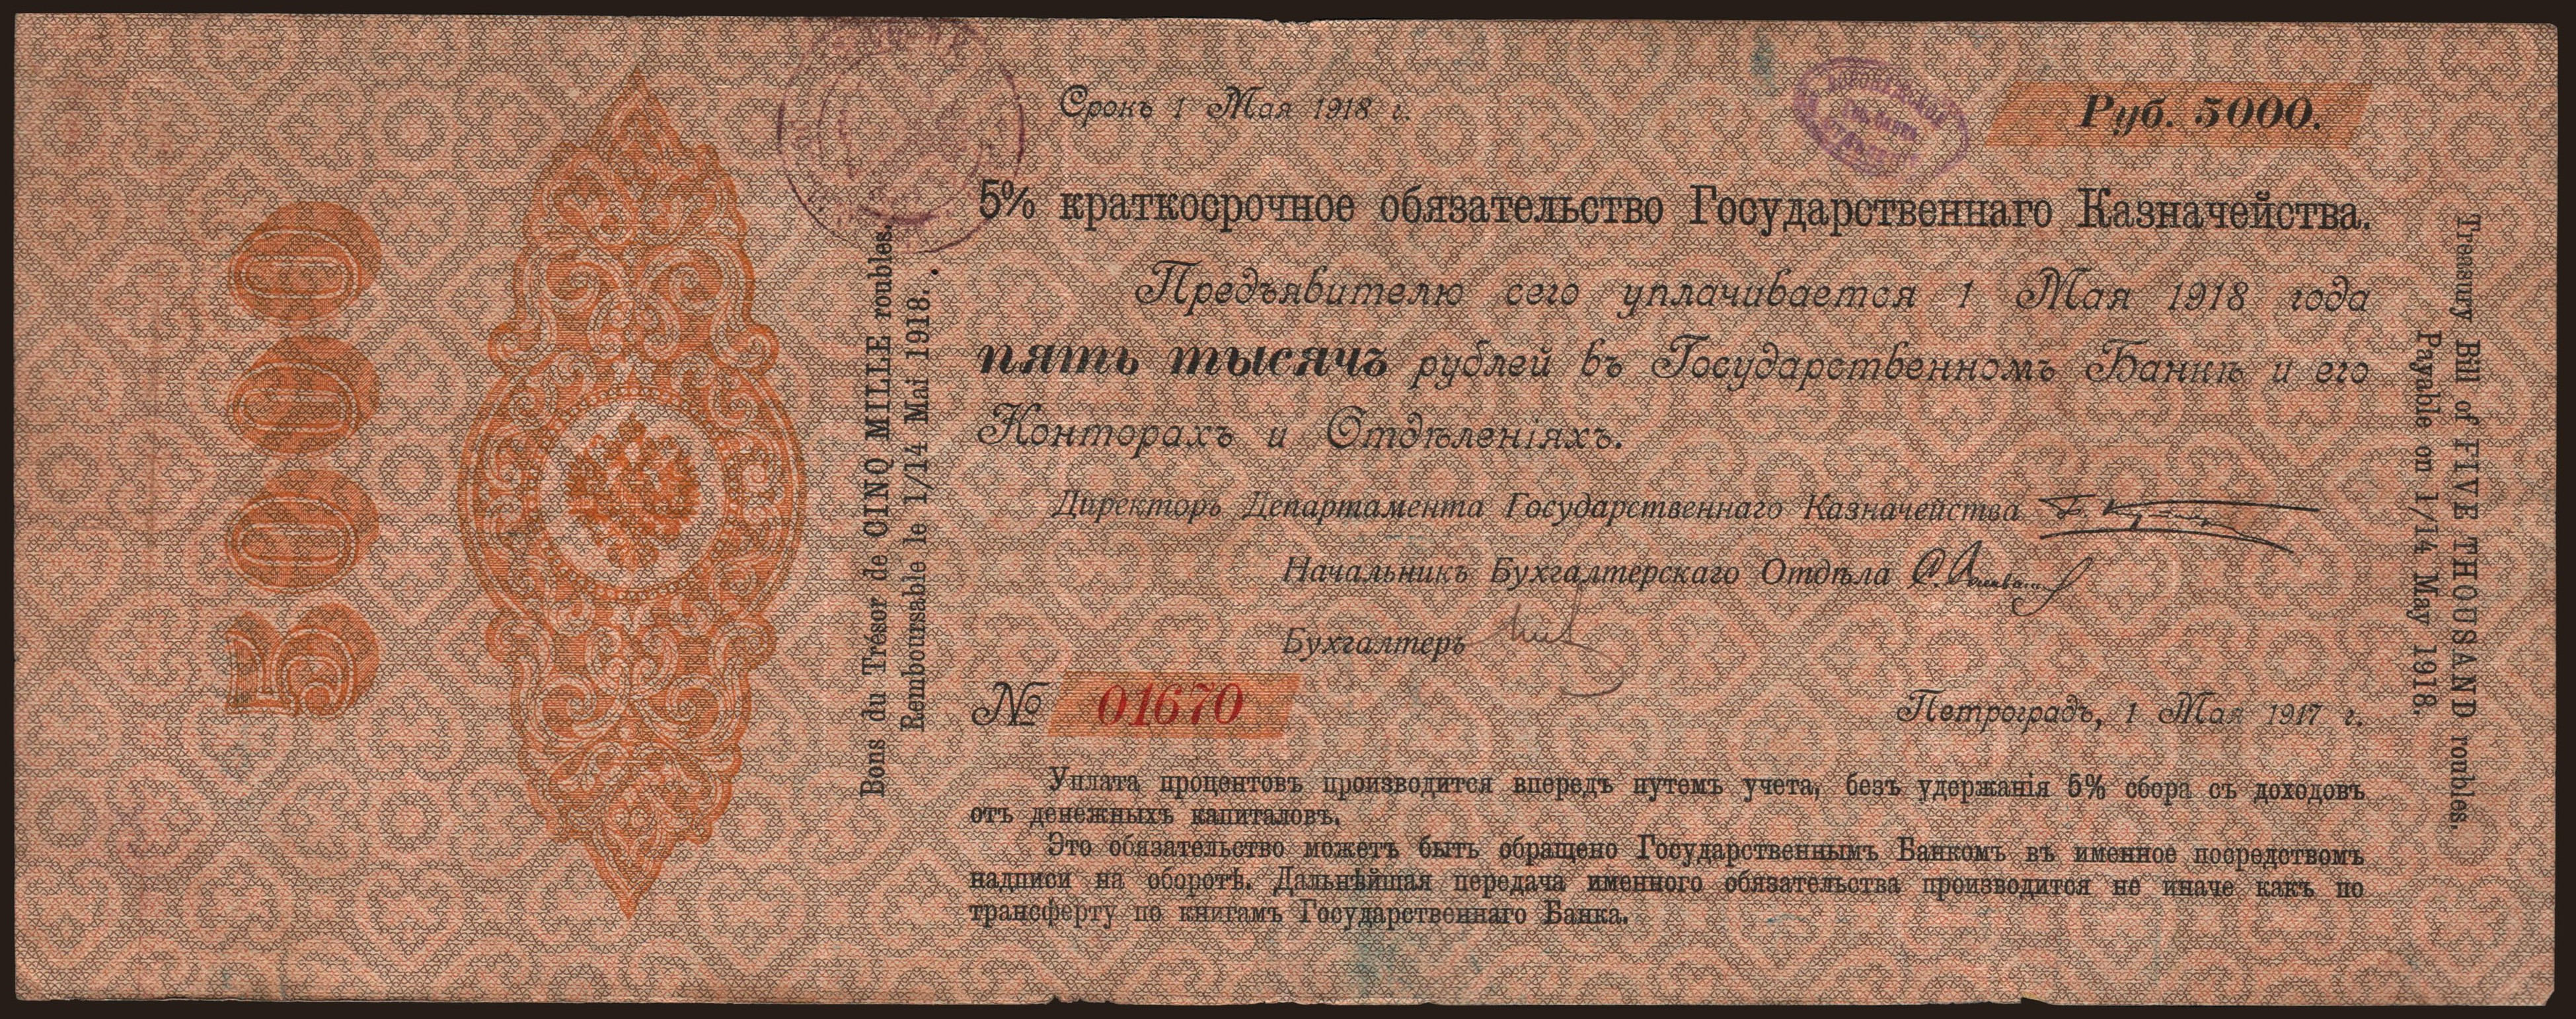 5000
Bons du Trésor de CINQ MILLE roubles.
Remboursable le 1/14 Mai 1918.
Срокъ 1 Мая 1918 г.
Руб. 5000.
5% краткосрочное обязательство Государственнаго Казначейства.
Предъявителю сего уплачивается 1 Мая 1918 года
пять тысячъ рублей въ Государственномъ Банкѣ и его
Конторахъ и Отдѣленіяхъ.
Директоръ Департамента Государственнаго Казначейства
Начальникъ Бухгалтерскаго Отдѣла
Бухгалтеръ
№ 01670
Петроградъ, 1 Мая 1917 г.
Уплата процентовъ производится впередъ путемъ учета, безъ удержанія 5% сбора съ доходовъ
отъ денежныхъ капиталовъ.
Это обязательство можетъ быть обращено Государственнымъ Банкомъ въ именное посредствомъ
надписи на оборотѣ. Дальнѣйшая передача именного обязательства производится не иначе какъ по
трансферту по книгамъ Государственнаго Банка.
Treasury Bill of FIVE THOUSAND roubles.
Payable on 1/14 May 1918.